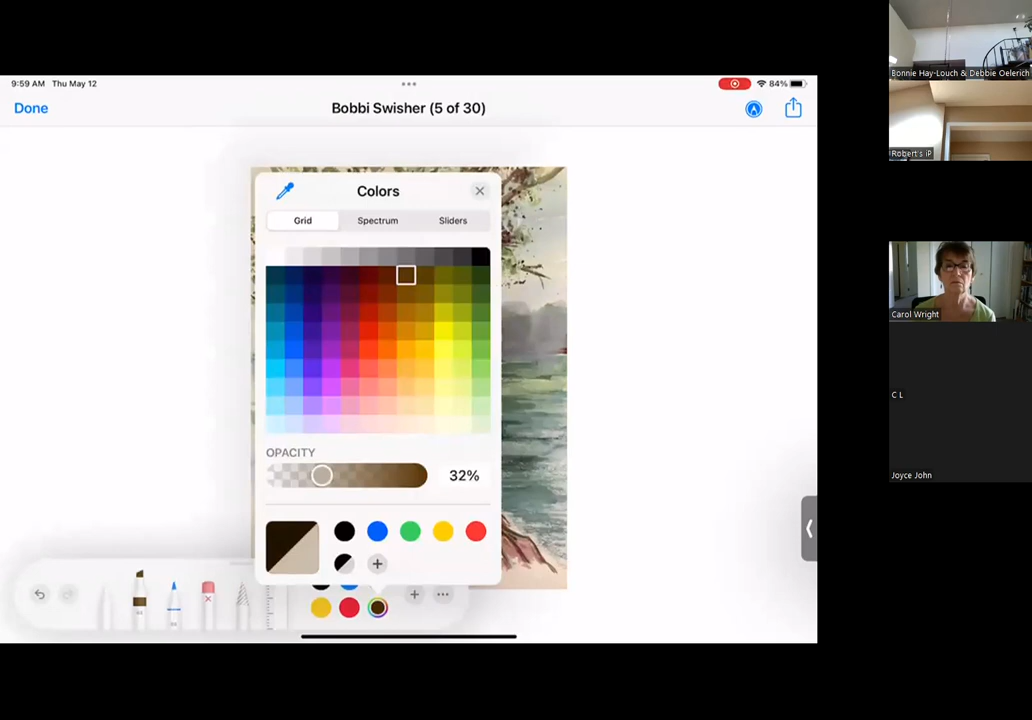 9:59 AM Thu May 12
84%
Done
Bobbi Swisher (5 of 30)
Colors
Grid
Spectrum
Sliders
OPACITY
32%
Bonnie Hay-Louch & Debbie Oelerich
Robert's iP
Carol Wright
C L
Joyce John